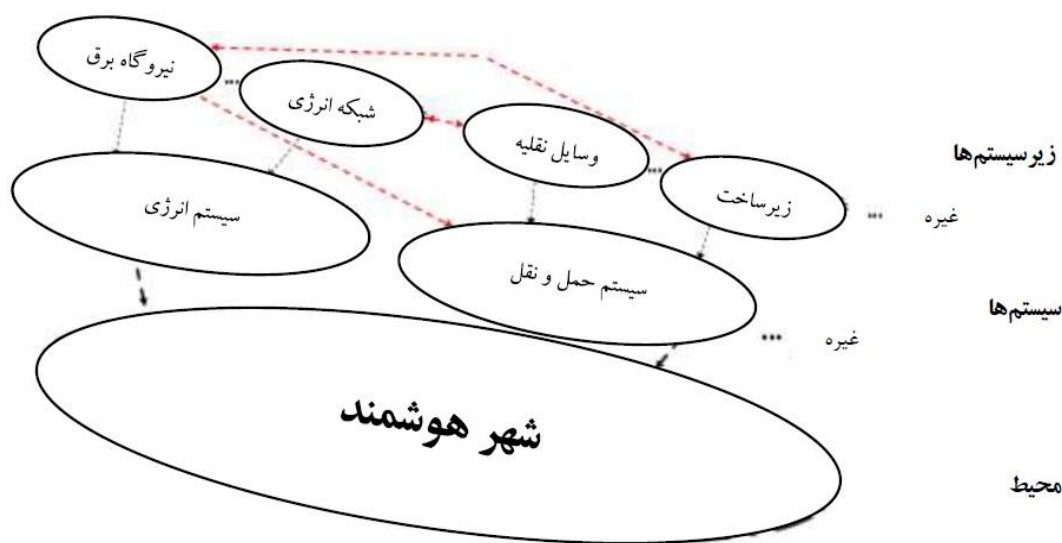 نیروگاه برق
...
شبکه انرژی
وسایل نقلیه
...
زیرساخت
...
غیره
زیرسیستم‌ها
سیستم انرژی
سیستم حمل و نقل
...
غیره
سیستم‌ها
شهر هوشمند
محیط